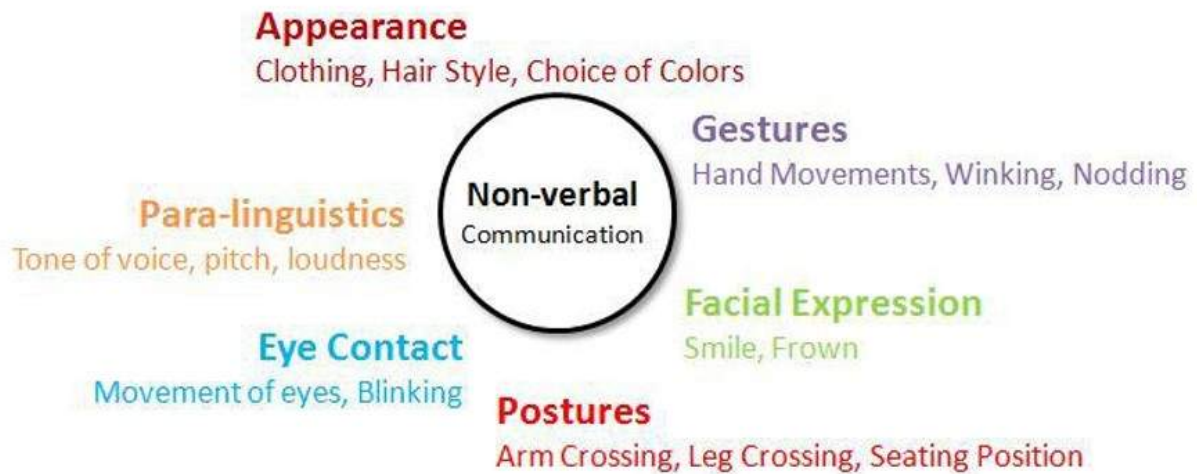 Appearance
Clothing, Hair Style, Choice of Colors
Gestures
Hand Movements, Winking, Nodding
Non-verbal
Communication
Para-linguistics
Tone of voice, pitch, loudness
Facial Expression
Smile, Frown
Eye Contact
Movement of eyes, Blinking
Postures
Arm Crossing, Leg Crossing, Seating Position